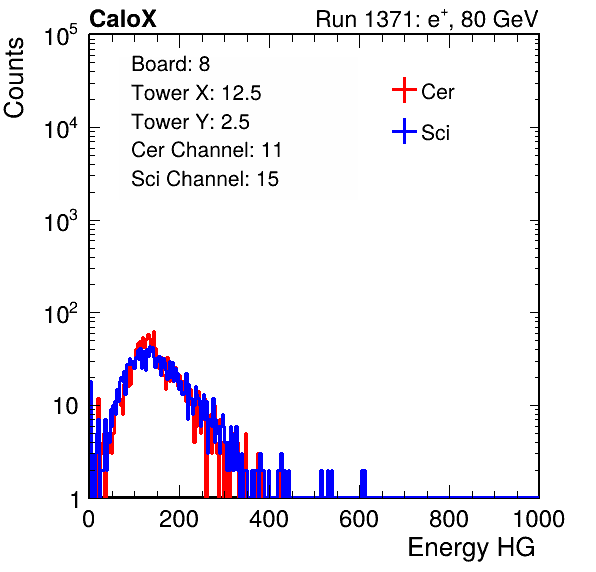 CaloX Run 1371: e⁺, 80 GeV
Counts
10⁵
10⁴
10³
10²
10
1
Board: 8
Tower X: 12.5
Tower Y: 2.5
Cer Channel: 11
Sci Channel: 15
Cer
Sci
0 200 400 600 800 1000
Energy HG